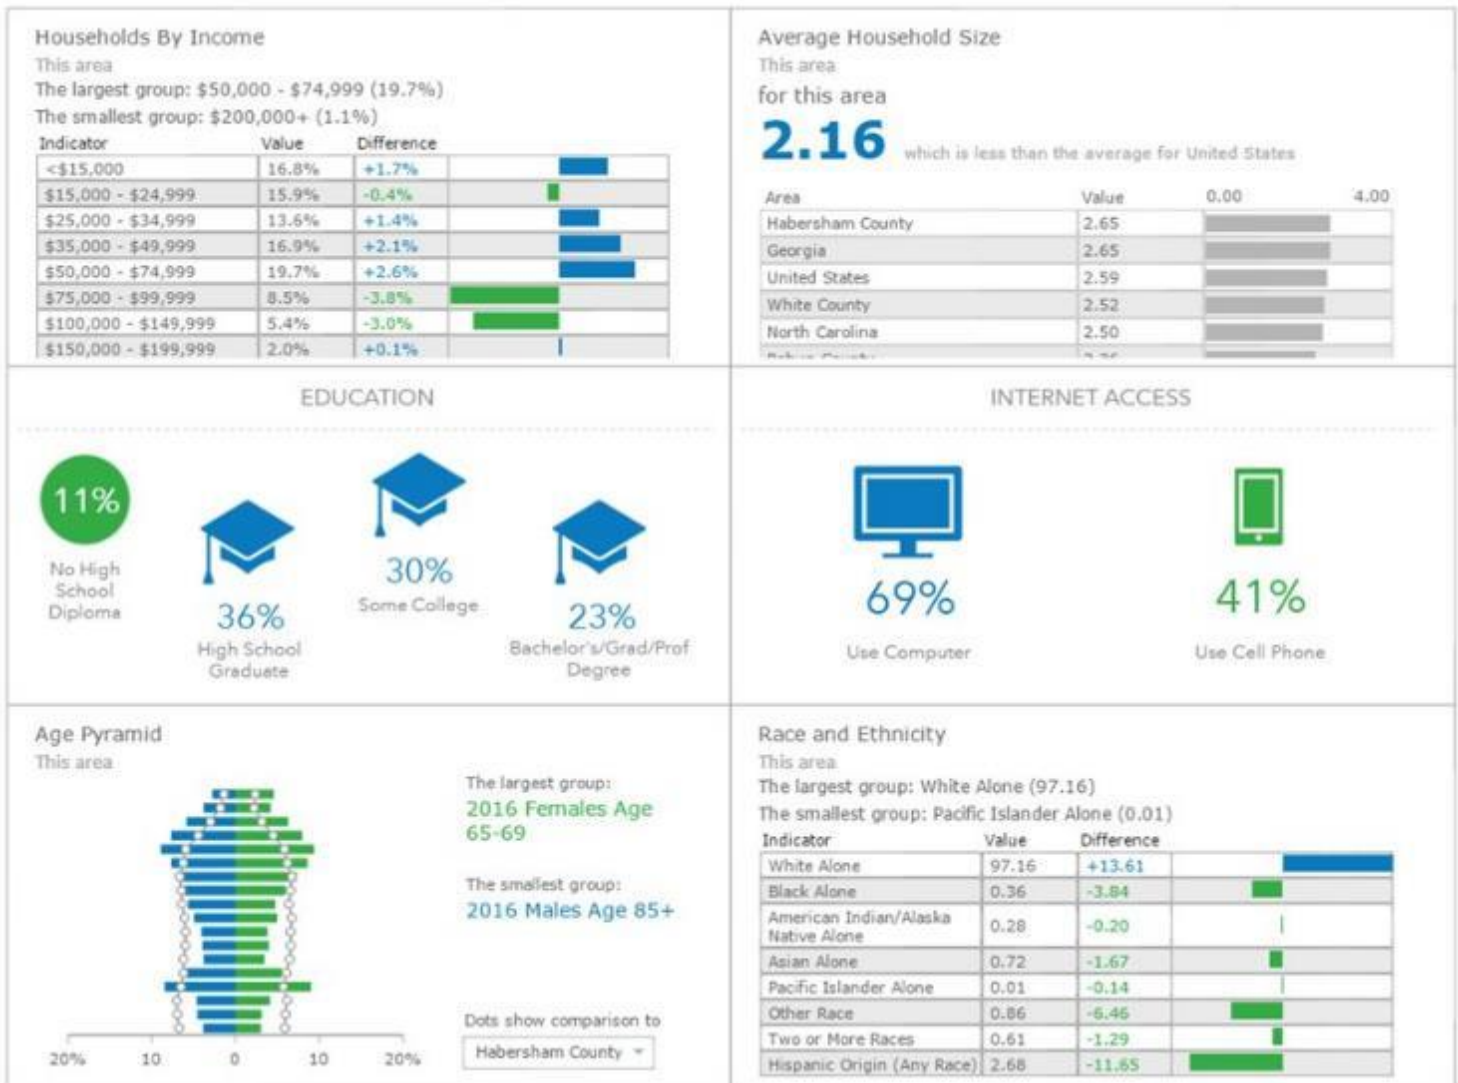 Households By Income
This area
The largest group: $50,000 - $74,999 (19.7%)
The smallest group: $200,000+ (1.1%)
Indicator Value Difference
<$15,000 16.8% +1.7%
$15,000 - $24,999 15.9% -0.4%
$25,000 - $34,999 13.6% +1.4%
$35,000 - $49,999 16.9% +2.1%
$50,000 - $74,999 19.7% +2.6%
$75,000 - $99,999 8.5% -3.8%
$100,000 - $149,999 5.4% -3.0%
$150,000 - $199,999 2.0% +0.1%
Average Household Size
This area
for this area
2.16 which is less than the average for United States
Area Value 0.00 4.00
Habersham County 2.65
Georgia 2.65
United States 2.59
White County 2.52
North Carolina 2.50
EDUCATION
11%
No High
School
Diploma
36%
High School
Graduate
30%
Some College
23%
Bachelor's/Grad/Prof
Degree
INTERNET ACCESS
69%
Use Computer
41%
Use Cell Phone
Age Pyramid
This area
The largest group:
2016 Females Age
65-69
The smallest group:
2016 Males Age 85+
Dots show comparison to
Habersham County
20% 10 0 10 20%
Race and Ethnicity
This area
The largest group: White Alone (97.16)
The smallest group: Pacific Islander Alone (0.01)
Indicator Value Difference
White Alone 97.16 +13.61
Black Alone 0.36 -3.84
American Indian/Alaska
Native Alone 0.28 -0.20
Asian Alone 0.72 -1.67
Pacific Islander Alone 0.01 -0.14
Other Race 0.86 -6.46
Two or More Races 0.61 -1.29
Hispanic Origin (Any Race) 2.68 -11.65